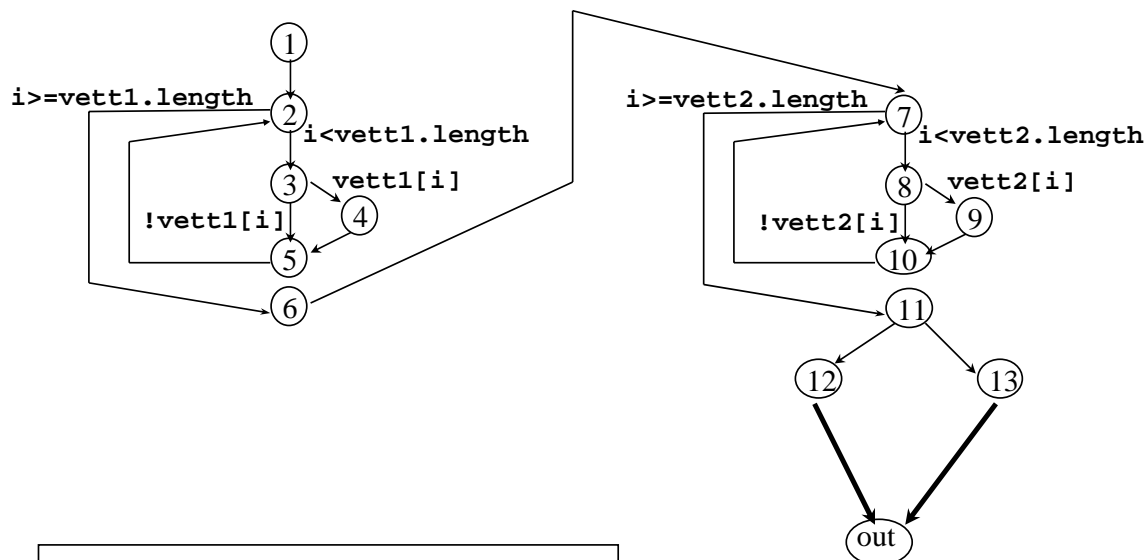 1
i>=vett1.length
2
i<vett1.length
3
vett1[i]
4
!vett1[i]
5
6
i>=vett2.length
7
i<vett2.length
8
vett2[i]
9
!vett2[i]
10
11
12
13
out